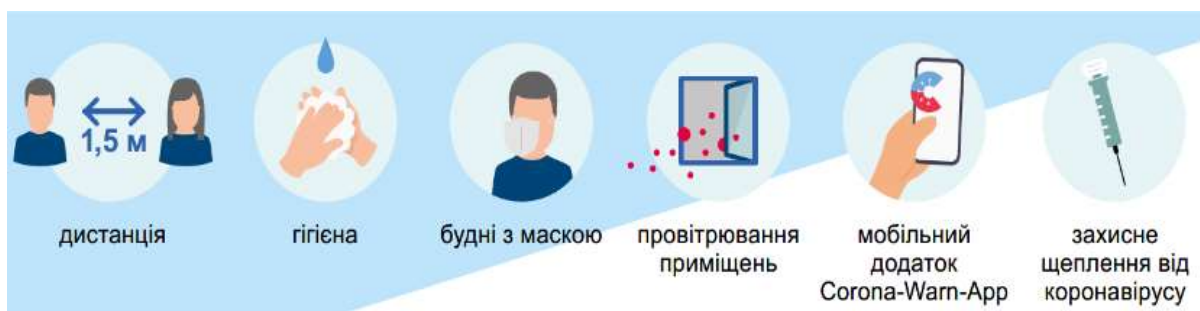 1,5 м
дистанція
гігієна
будні з маскою
провітрювання
приміщень
мобільний
додаток
Corona-Warn-App
захисне
щеплення від
коронавірусу